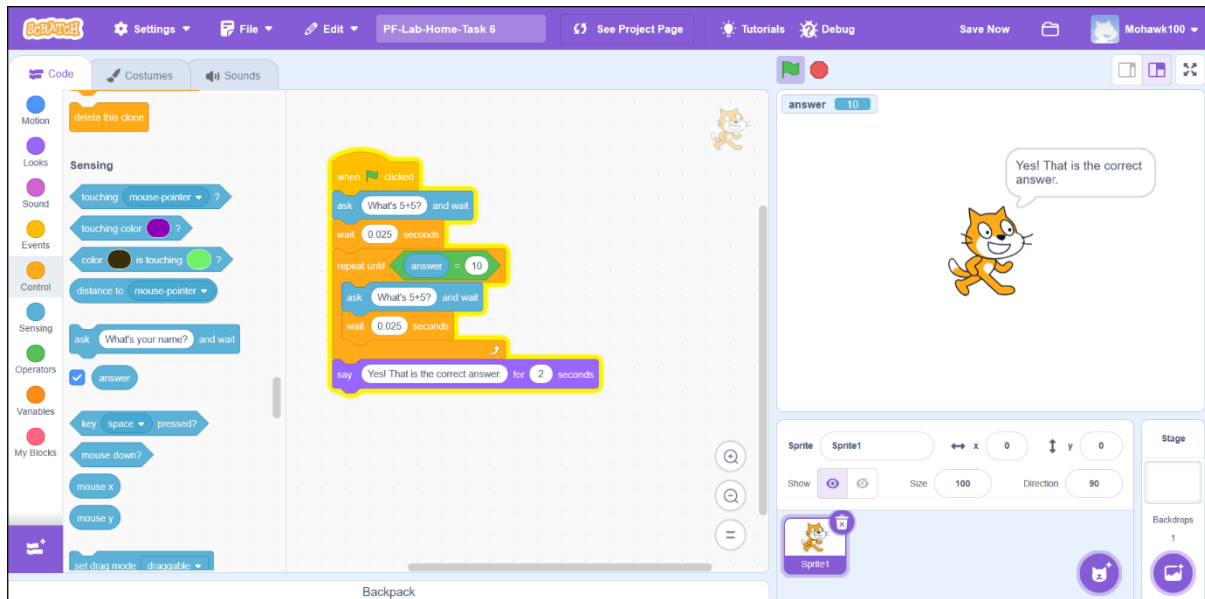 SCRATCH Settings File Edit PF-Lab-Home-Task 6 See Project Page Tutorials Debug Save Now Mohawk100
Code Costumes Sounds
Motion
Looks
Sound
Events
Control
Sensing
Operators
Variables
My Blocks
delete this clone
Sensing
touching mouse-pointer ?
touching color ?
color is touching ?
distance to mouse-pointer
ask What's your name? and wait
answer
key space pressed?
mouse down?
mouse x
mouse y
set drag mode draggable
when clicked
ask What's 5+5? and wait
wait 0.025 seconds
repeat until answer = 10
ask What's 5+5? and wait
wait 0.025 seconds
say Yes! That is the correct answer. for 2 seconds
Backpack
answer 10
Yes! That is the correct
answer.
Sprite Sprite1 x 0 y 0
Show Size 100 Direction 90
Sprite1
Stage
Backdrops
1